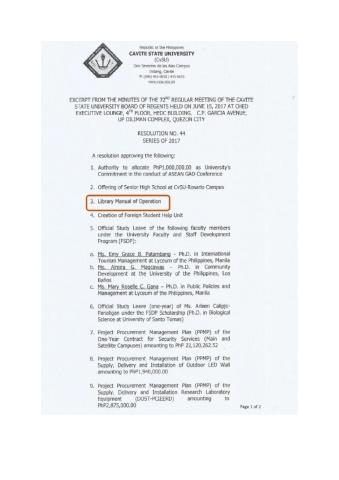 Republic of the Philippines
CAVITE STATE UNIVERSITY
(CvSU)
Don Severino de las Alas Campus
Indang, Cavite
EXCERPT FROM THE MINUTES OF THE 72ND REGULAR MEETING OF THE CAVITE
STATE UNIVERSITY BOARD OF REGENTS HELD ON JUNE 15, 2017 AT CHED
EXECUTIVE LOUNGE, 4TH FLOOR, HEDC BUILDING, C.P. GARCIA AVENUE,
UP DILIMAN COMPLEX, QUEZON CITY
RESOLUTION NO. 44
SERIES OF 2017
A resolution approving the following:
1. Authority to allocate PhP1,000,000.00 as University's
Commitment in the conduct of ASEAN GAD Conference
2. Offering of Senior High School at CvSU-Rosario Campus
3. Library Manual of Operation
4. Creation of Foreign Student Help Unit
5. Official Study Leave of the following faculty members
under the University Faculty and Staff Development
Program (FSDP):
a. Ms. Emy Grace B. - Ph.D. in International
Tourism Management at Lyceum of the Philippines, Manila
b. Ms. - Ph.D. in Community
Development at the University of the Philippines, Los
Baños
c. Ms. Mary Roselle C. - Ph.D. in Public Policies and
Management at Lyceum of the Philippines, Manila
6. Official Study Leave (one-year) of Ms.
under the FSDP Scholarship (Ph.D. in Biological
Science at University of Santo Tomas)
7. Project Procurement Management Plan (PPMP) of the
One-Year Contract for Security Services (Main and
Satellite Campuses) amounting to PhP 22,120,262.52
8. Project Procurement Management Plan (PPMP) of the
Supply, Delivery and Installation of Outdoor LED Wall
amounting to PhP1,940,000.00
9. Project Procurement Management Plan (PPMP) of the
Supply, Delivery and Installation Research Laboratory
Equipment (DOST-PCIEERD) amounting to
PhP2,875,000.00
Page 1 of 2